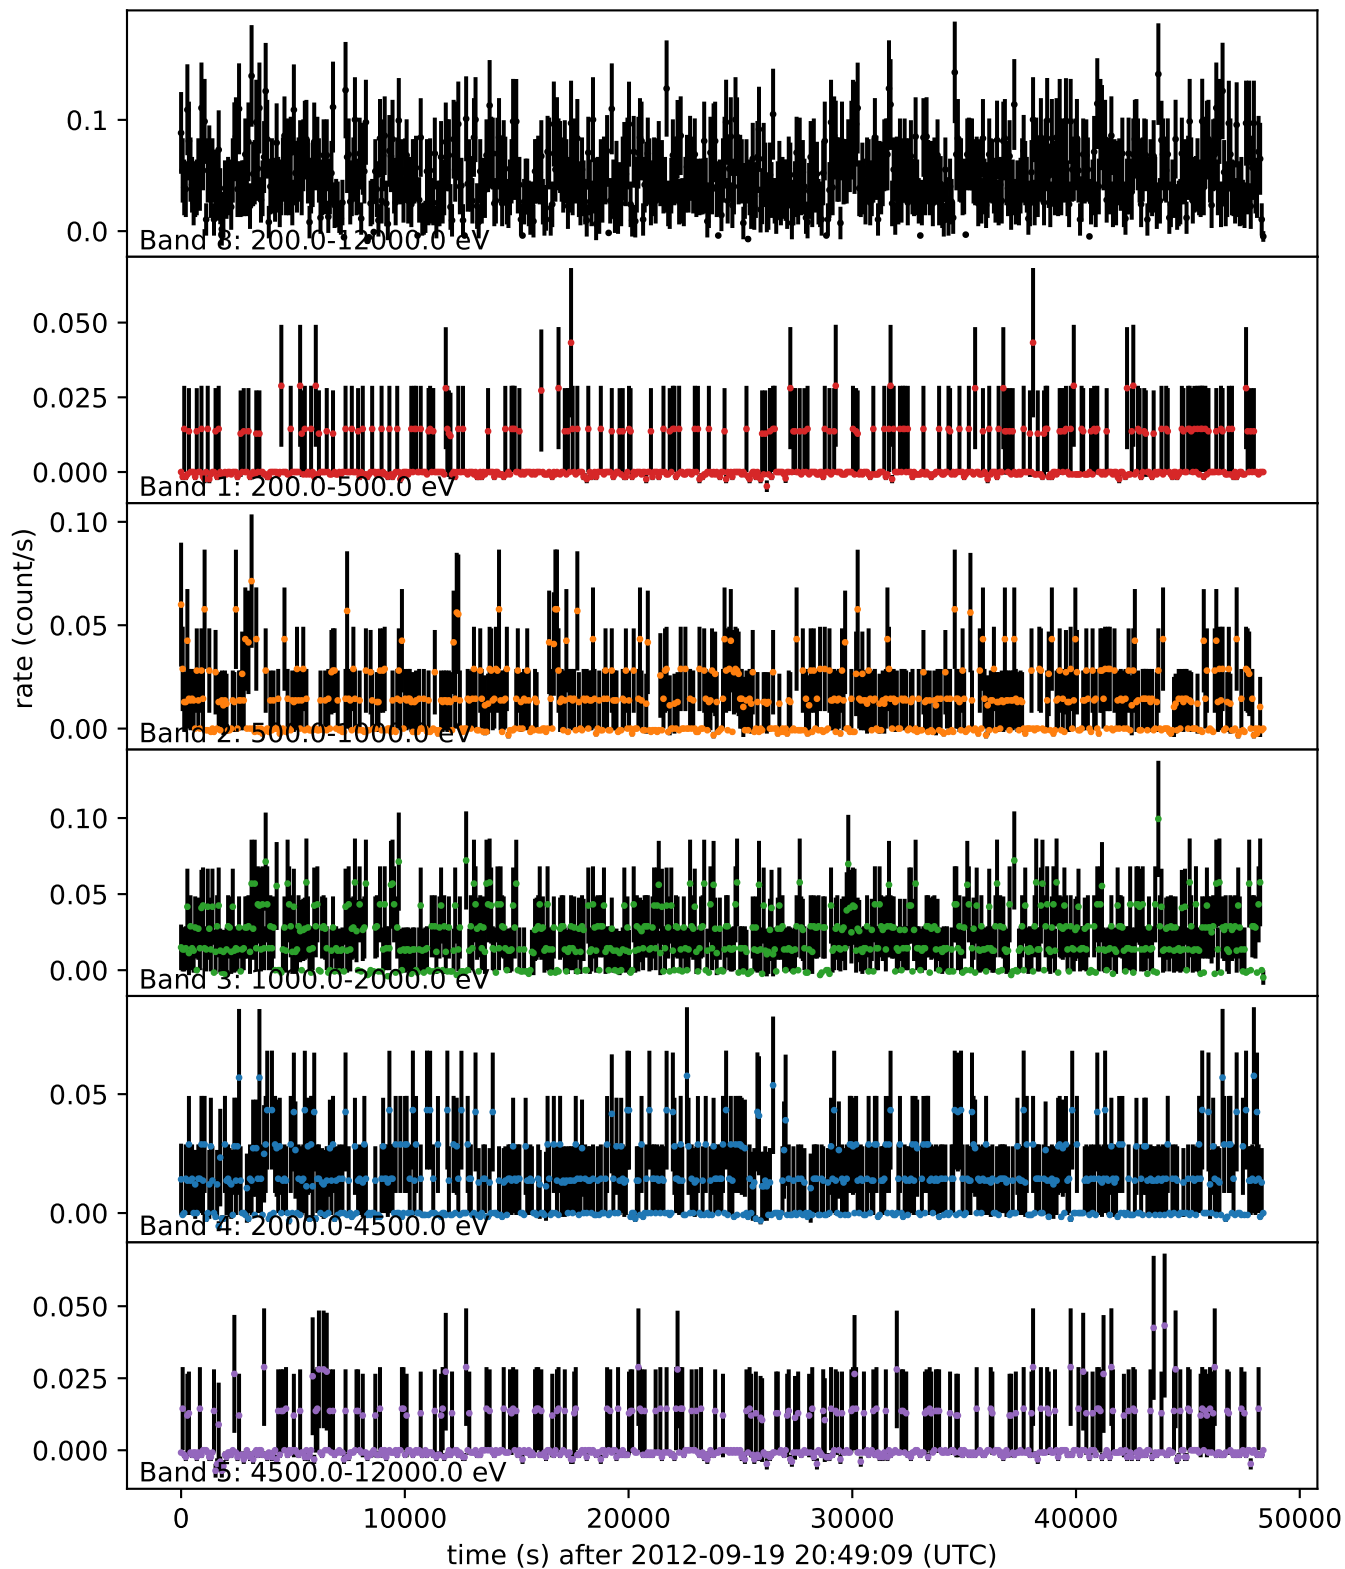 0.1
0.0
Band 8: 200.0-12000.0 eV
0.050
0.025
0.000
Band 1: 200.0-500.0 eV
0.10
0.05
0.00
Band 2: 500.0-1000.0 eV
rate (count/s)
0.10
0.05
0.00
Band 3: 1000.0-2000.0 eV
0.05
0.00
Band 4: 2000.0-4500.0 eV
0.050
0.025
0.000
Band 5: 4500.0-12000.0 eV
0 10000 20000 30000 40000 50000
time (s) after 2012-09-19 20:49:09 (UTC)